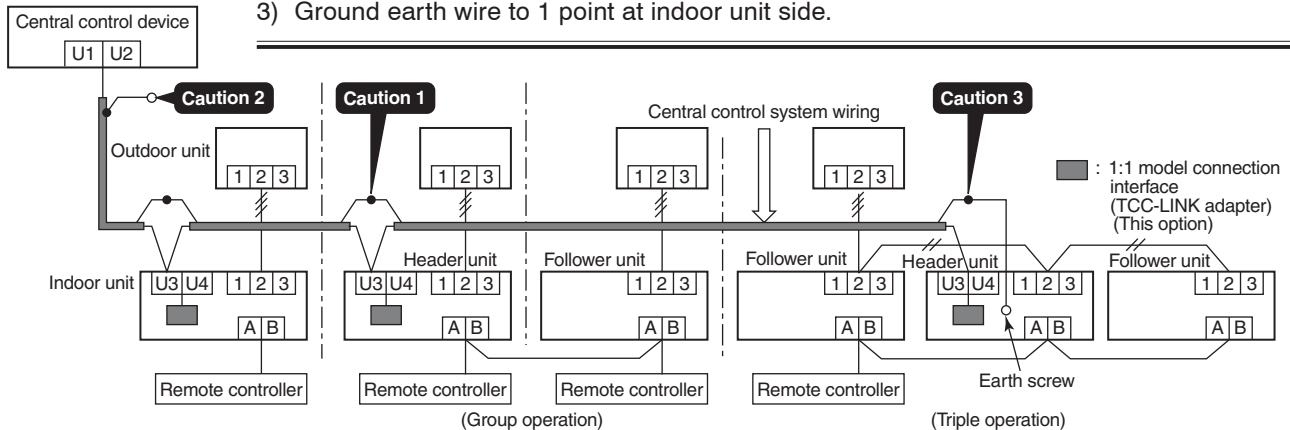 3) Ground earth wire to 1 point at indoor unit side.
Central control device
U1 U2
Caution 2
Caution 1
Caution 3
Central control system wiring
Outdoor unit
1 2 3
1 2 3
1 2 3
1 2 3
: 1:1 model connection
interface
(TCC-LINK adapter)
(This option)
Indoor unit
U3 U4
1 2 3
A B
Header unit
U3 U4
1 2 3
A B
Follower unit
1 2 3
A B
Follower unit
1 2 3
A B
Header unit
U3 U4
1 2 3
A B
Follower unit
1 2 3
A B
Earth screw
Remote controller
Remote controller
Remote controller
Remote controller
(Group operation)
(Triple operation)